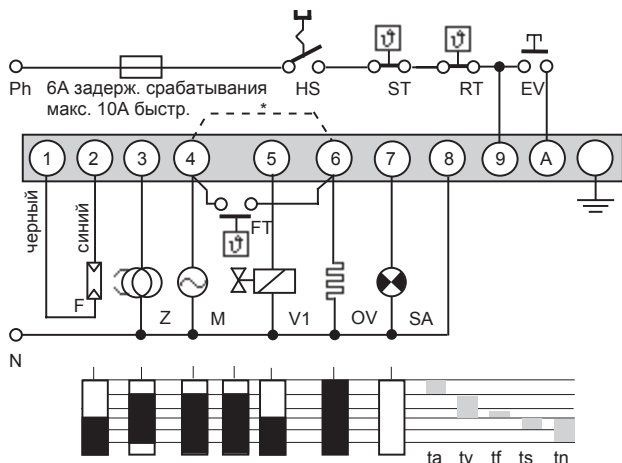 Ph
6А задерж. срабатывания
макс. 10А быстр.
HS
ϑ
ST
ϑ
RT
EV
*
1 2 3 4 5 6 7 8 9 A
черный
синий
FT
ϑ
F Z M V1 OV SA
N
ta tv tf ts tn